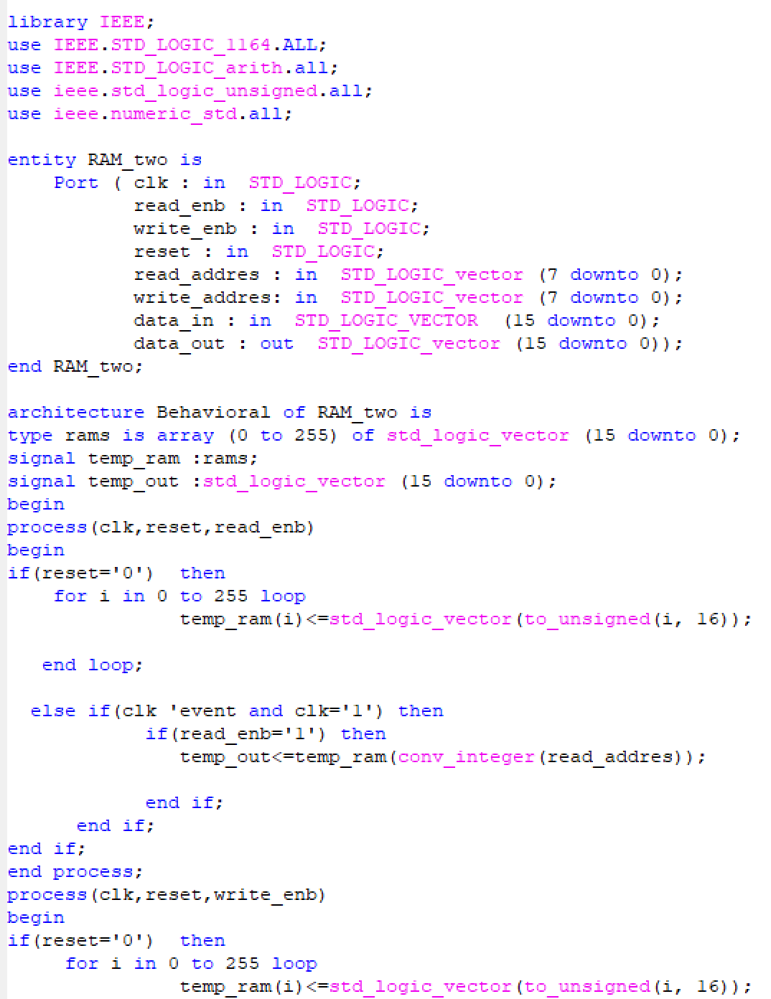 library IEEE;
use IEEE.STD_LOGIC_1164.ALL;
use IEEE.STD_LOGIC_arith.all;
use ieee.std_logic_unsigned.all;
use ieee.numeric_std.all;
entity RAM_two is
Port ( clk : in  STD_LOGIC;
read_enb : in  STD_LOGIC;
write_enb : in  STD_LOGIC;
reset : in  STD_LOGIC;
read_addres : in  STD_LOGIC_vector (7 downto 0);
write_addres: in  STD_LOGIC_vector (7 downto 0);
data_in : in  STD_LOGIC_VECTOR  (15 downto 0);
data_out : out  STD_LOGIC_vector (15 downto 0));
end RAM_two;
architecture Behavioral of RAM_two is
type rams is array (0 to 255) of std_logic_vector (15 downto 0);
signal temp_ram :rams;
signal temp_out :std_logic_vector (15 downto 0);
begin
process(clk,reset,read_enb)
begin
if(reset='0')  then
for i in 0 to 255 loop
temp_ram(i)<=std_logic_vector(to_unsigned(i, 16));
end loop;
else if(clk 'event and clk='1') then
if(read_enb='1') then
temp_out<=temp_ram(conv_integer(read_addres));
end if;
end if;
end if;
end process;
process(clk,reset,write_enb)
begin
if(reset='0')  then
for i in 0 to 255 loop
temp_ram(i)<=std_logic_vector(to_unsigned(i, 16));